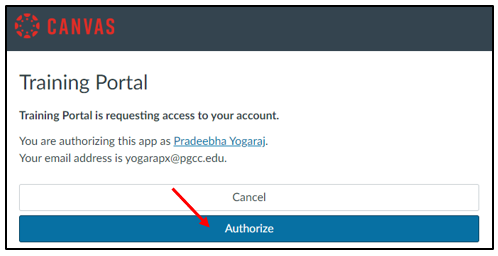 CANVAS
Training Portal
Training Portal is requesting access to your account.
You are authorizing this app as Pradeebha Yogaraj.
Your email address is yogarapx@pgcc.edu.
Cancel
Authorize